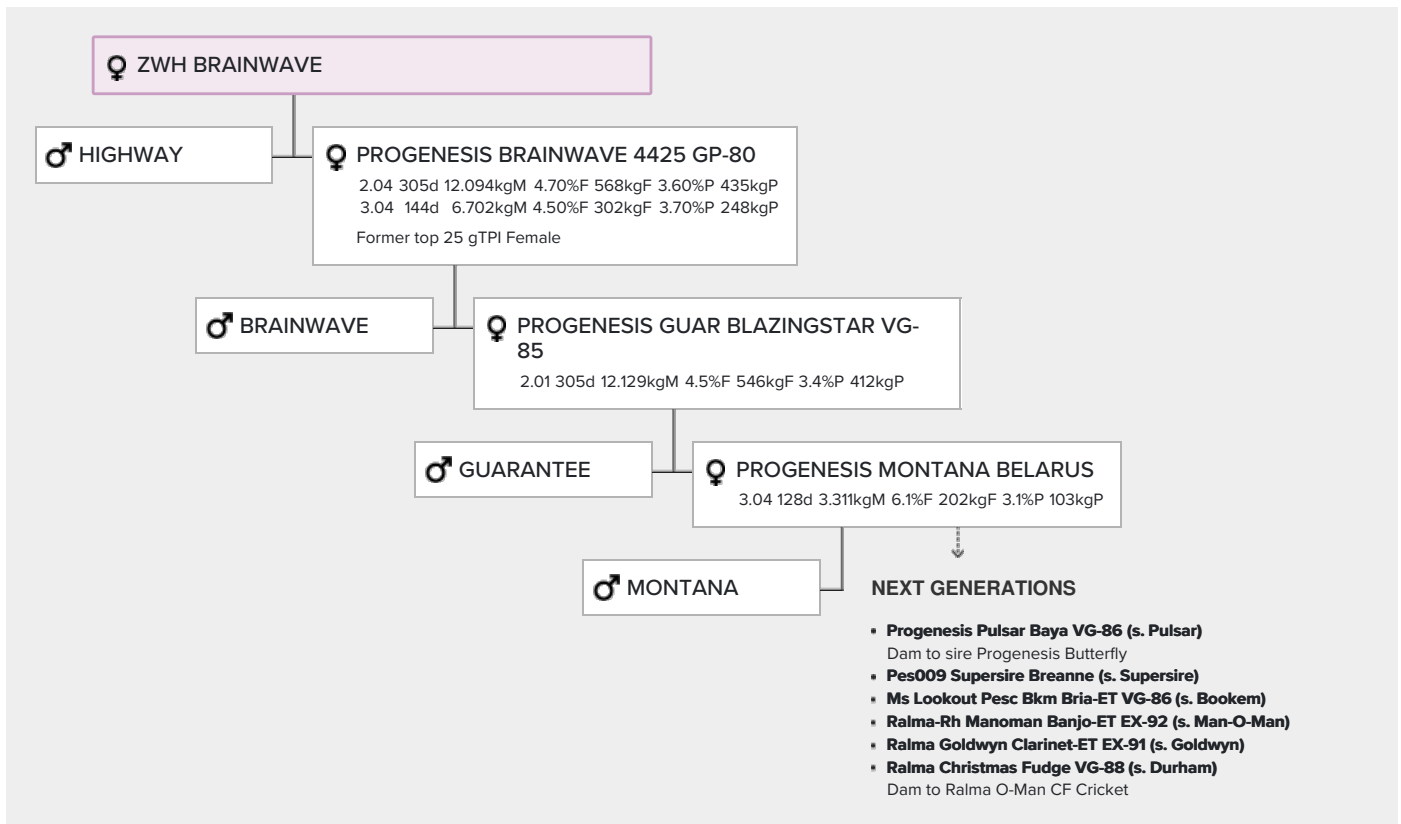 ZWH BRAINWAVE
HIGHWAY
PROGENESIS BRAINWAVE 4425 GP-80
2.04 305d 12.094kgM 4.70%F 568kgF 3.60%P 435kgP
3.04 144d 6.702kgM 4.50%F 302kgF 3.70%P 248kgP
Former top 25 gTPI Female
BRAINWAVE
PROGENESIS GUAR BLAZINGSTAR VG-
85
2.01 305d 12.129kgM 4.5%F 546kgF 3.4%P 412kgP
GUARANTEE
PROGENESIS MONTANA BELARUS
3.04 128d 3.311kgM 6.1%F 202kgF 3.1%P 103kgP
MONTANA
NEXT GENERATIONS
Progenesis Pulsar Baya VG-86 (s. Pulsar)
Dam to sire Progenesis Butterfly
Pes009 Supersire Breanne (s. Supersire)
Ms Lookout Pesc Bkm Bria-ET VG-86 (s. Bookem)
Ralma-Rh Manoman Banjo-ET EX-92 (s. Man-O-Man)
Ralma Goldwyn Clarinet-ET EX-91 (s. Goldwyn)
Ralma Christmas Fudge VG-88 (s. Durham)
Dam to Ralma O-Man CF Cricket